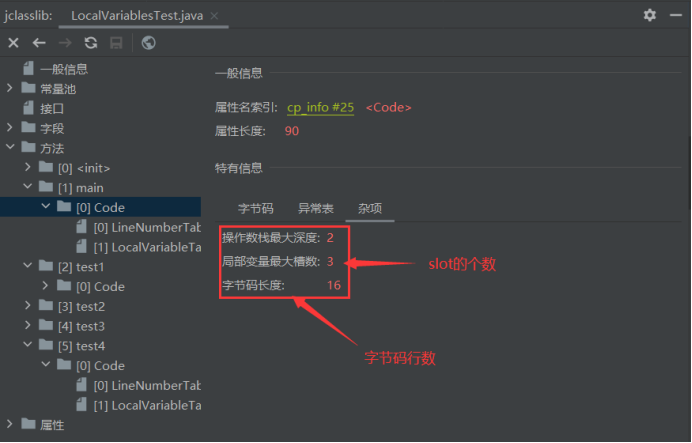 jclasslib: LocalVariablesTest.java
一般信息
常量池
接口
字段
方法
[0] <init>
[1] main
[0] Code
[0] LineNumberTab
[1] LocalVariableTa
[2] test1
[0] Code
[3] test2
[4] test3
[5] test4
[0] Code
[0] LineNumberTab
[1] LocalVariableTa
属性
一般信息
属性名索引: cp_info #25 <Code>
属性长度: 90
特有信息
字节码 异常表 杂项
操作数栈最大深度: 2
局部变量最大槽数: 3
字节码长度: 16
slot的个数
字节码行数